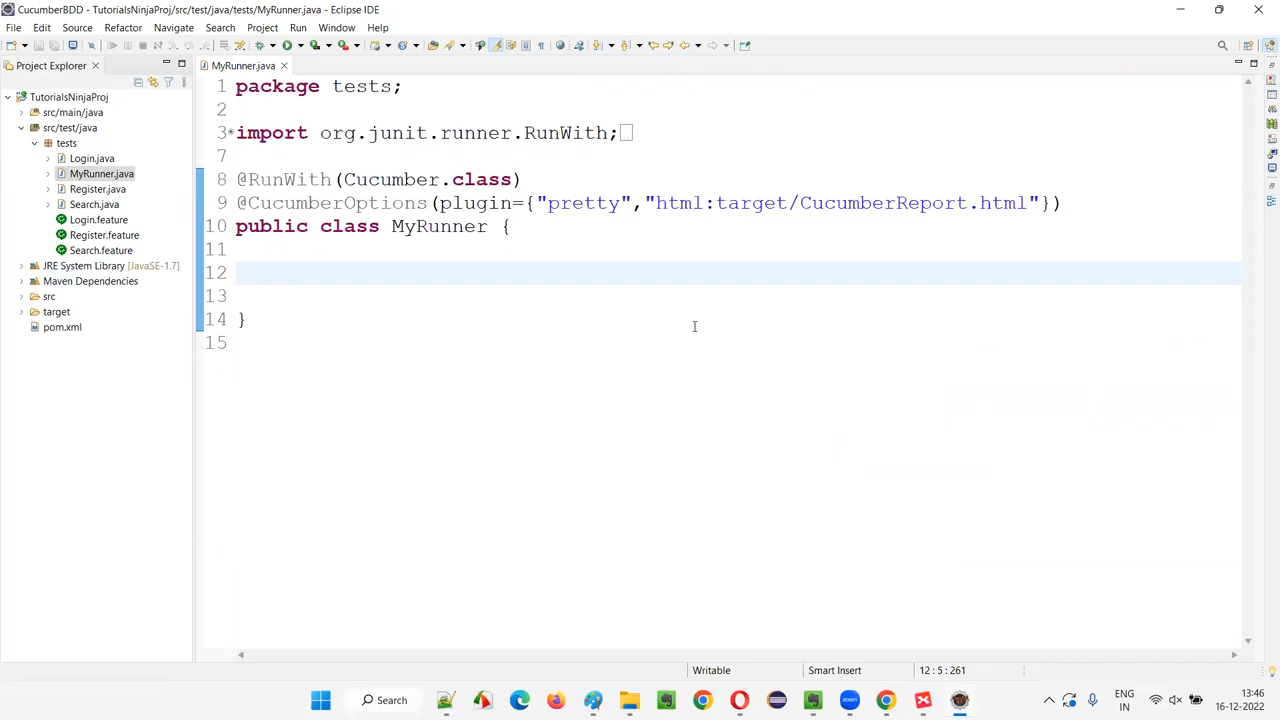 CucumberBDD - TutorialsNinjaProj/src/test/java/tests/MyRunner.java - Eclipse IDE
File Edit Source Refactor Navigate Search Project Run Window Help
Project Explorer
MyRunner.java
TutorialsNinjaProj
src/main/java
src/test/java
tests
Login.java
MyRunner.java
Register.java
Search.java
Login.feature
Register.feature
Search.feature
JRE System Library [JavaSE-1.7]
Maven Dependencies
src
target
pom.xml
1 package tests;
2
3 import org.junit.runner.RunWith;
7
8 @RunWith(Cucumber.class)
9 @CucumberOptions(plugin={"pretty","html:target/CucumberReport.html"})
10 public class MyRunner {
11
12
13
14 }
15
Writable Smart Insert 12:5:261
Search
ENG
IN
13:46
16-12-2022